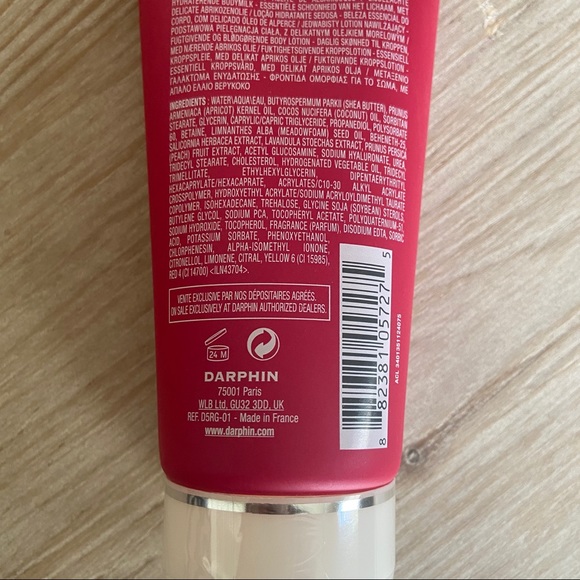 HYDRATERENDE BODYMILK - ESSENTIËLE SCHOONHEID VAN HET LICHAAM, MET
DELICATE ABRIKOZENOLIE / LOÇÃO HIDRATANTE SEDOSA - BELEZA ESSENCIAL DO
CORPO, COM DELICADO ÓLEO DE ALPERCE / JEDWABISTY LOTION NAWILŻAJĄCY -
PODSTAWOWA PIELĘGNACJA CIAŁA, Z DELIKATNYM OLEJKIEM MORELOWYM /
FUGTGIVENDE OG BLØDGØRENDE BODY LOTION - DAGLIG SKØNHED TIL KROPPEN,
MED NÆRENDE ABRIKOS OLIE / FUKTIGHETSGIVENDE KROPPSLOTION - ESSENSIELL
KROPPSPLEIE, MED DELIKAT APRIKOS OLJE / FUKTGIVANDE KROPPSLOTION -
ESSENTIELL KROPPSVÅRD, MED DELIKAT APRIKOS OLJA / ΜΕΤΑΞΕΝΙΟ
ΓΑΛΑΚΤΩΜΑ ΕΝΥΔΑΤΩΣΗΣ - ΦΡΟΝΤΙΔΑ ΟΜΟΡΦΙΑΣ ΓΙΑ ΤΟ ΣΩΜΑ, ΜΕ
ΑΠΑΛΟ ΕΛΑΙΟ ΒΕΡΥΚΟΚΟ
INGREDIENTS : WATER\AQUA\EAU, BUTYROSPERMUM PARKII (SHEA BUTTER), PRUNUS
ARMENIACA (APRICOT) KERNEL OIL, COCOS NUCIFERA (COCONUT) OIL, SORBITAN
STEARATE, GLYCERIN, CAPRYLIC/CAPRIC TRIGLYCERIDE, PROPANEDIOL, POLYSORBATE
60, BETAINE, LIMNANTHES ALBA (MEADOWFOAM) SEED OIL, BEHENETH-25,
SALICORNIA HERBACEA EXTRACT, LAVANDULA STOECHAS EXTRACT, PRUNUS PERSICA
(PEACH) FRUIT EXTRACT, ACETYL GLUCOSAMINE, SODIUM HYALURONATE, UREA,
TRIDECYL STEARATE, CHOLESTEROL, HYDROGENATED VEGETABLE OIL, TRIDECYL
TRIMELLITATE, ETHYLHEXYLGLYCERIN, DIPENTAERYTHRITYL
HEXACAPRYLATE/HEXACAPRATE, ACRYLATES/C10-30 ALKYL ACRYLATE
CROSSPOLYMER, HYDROXYETHYL ACRYLATE/SODIUM ACRYLOYLDIMETHYL TAURATE
COPOLYMER, ISOHEXADECANE, TREHALOSE, GLYCINE SOJA (SOYBEAN) STEROLS,
BUTYLENE GLYCOL, SODIUM PCA, TOCOPHERYL ACETATE, POLYQUATERNIUM-51,
SODIUM HYDROXIDE, TOCOPHEROL, FRAGRANCE (PARFUM), DISODIUM EDTA, SORBIC
ACID, POTASSIUM SORBATE, PHENOXYETHANOL,
CHLORPHENESIN, ALPHA-ISOMETHYL IONONE,
CITRONELLOL, LIMONENE, CITRAL, YELLOW 6 (CI 15985),
RED 4 (CI 14700) <ILN43704>
VENTE EXCLUSIVE PAR NOS DÉPOSITAIRES AGRÉÉS.
ON SALE EXCLUSIVELY AT DARPHIN AUTHORIZED DEALERS.
24 M
DARPHIN
75001 Paris
WLB Ltd. GU32 3DD, UK
REF. D5RG-01 - Made in France
www.darphin.com
8 82381 05727 5
ACL 3401361124075